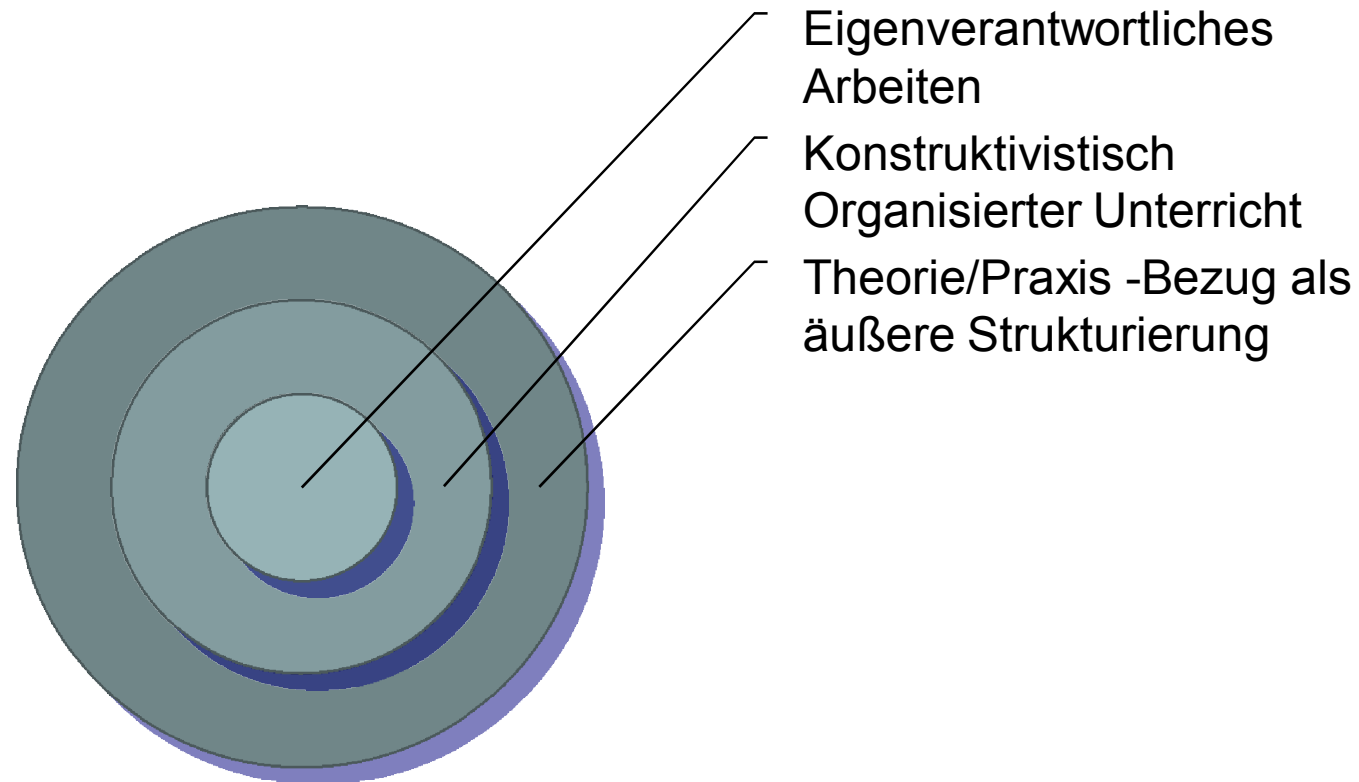 Eigenverantwortliches
Arbeiten
Konstruktivistisch
Organisierter Unterricht
Theorie/Praxis -Bezug als
äußere Strukturierung